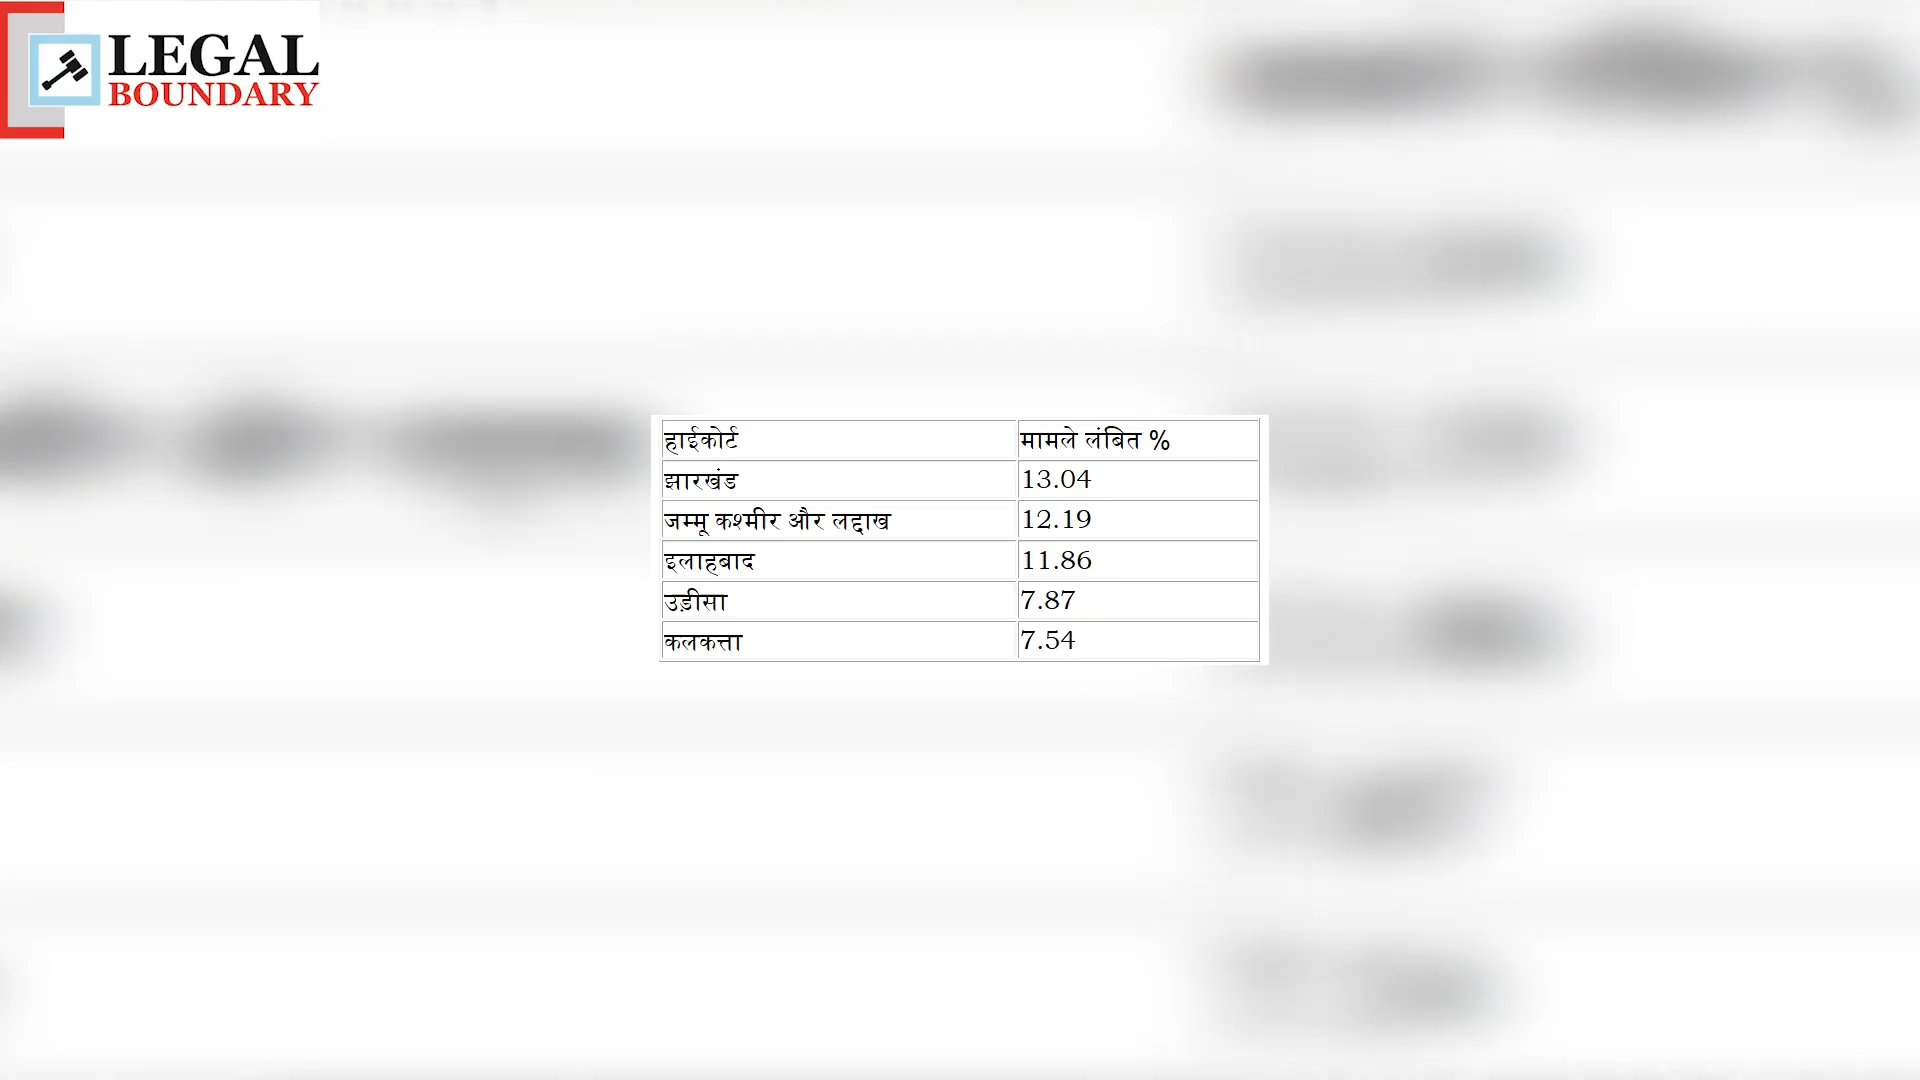 LEGAL
BOUNDARY
हाईकोर्ट मामले लंबित %
झारखंड 13.04
जम्मू कश्मीर और लद्दाख 12.19
इलाहबाद 11.86
उड़ीसा 7.87
कलकत्ता 7.54